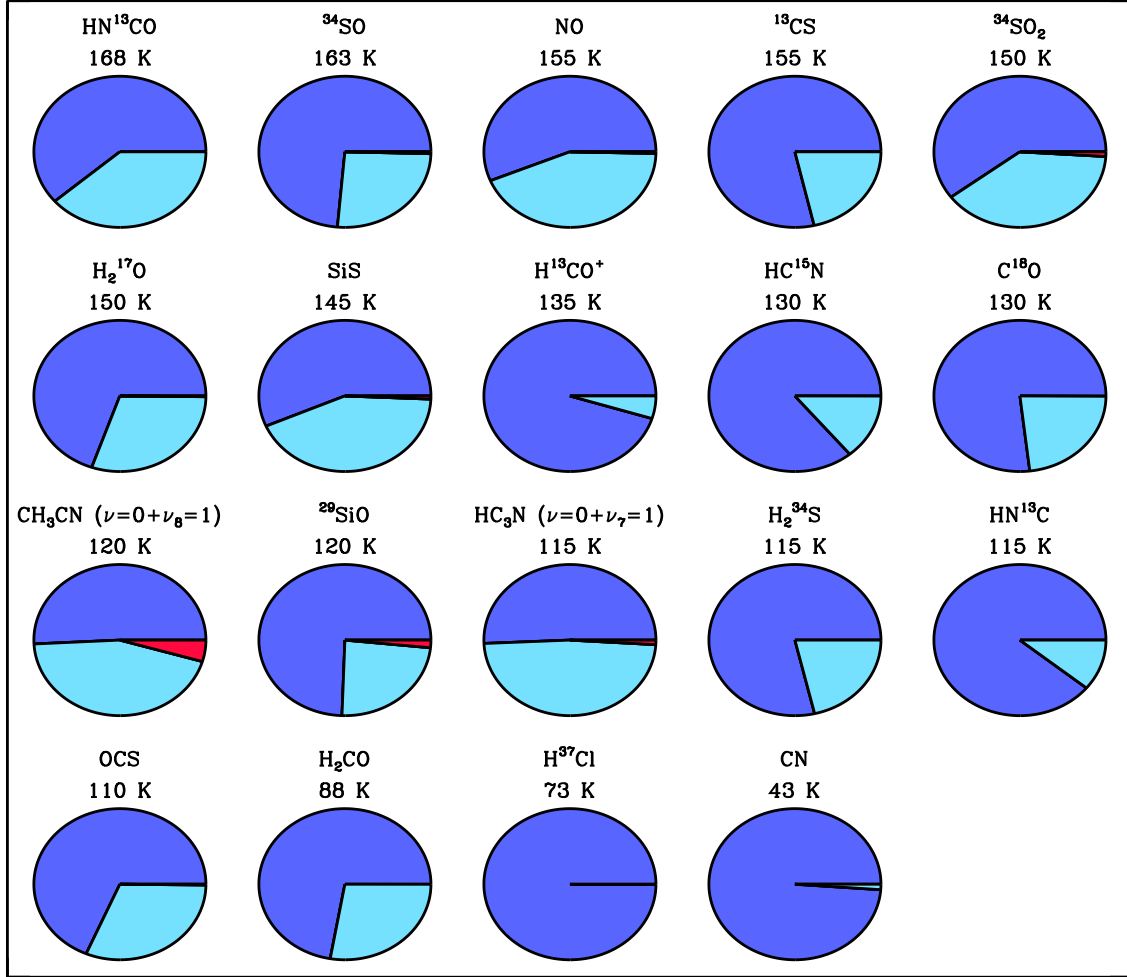 HN¹³CO ³⁴SO NO ¹³CS ³⁴SO₂
168 K 163 K 155 K 155 K 150 K
H₂¹⁷O SiS H¹³CO⁺ HC¹⁵N C¹⁸O
150 K 145 K 135 K 130 K 130 K
CH₃CN (ν=0+ν₈=1) ²⁹SiO HC₃N (ν=0+ν₇=1) H₂³⁴S HN¹³C
120 K 120 K 115 K 115 K 115 K
OCS H₂CO H³⁷Cl CN
110 K 88 K 73 K 43 K